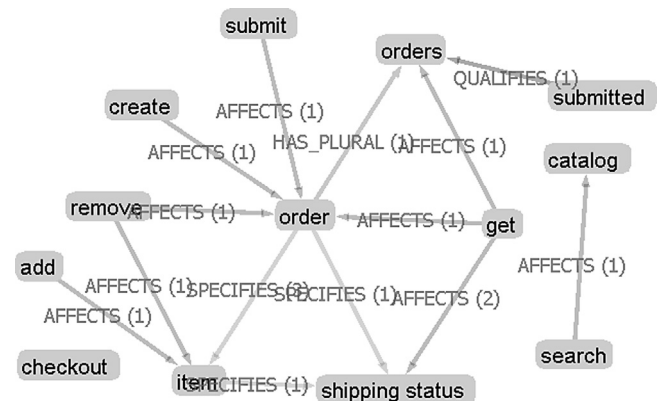 submit
orders
QUALIFIES (1)
submitted
create
AFFECTS (1)
AFFECTS (1)
HAS_PLURAL (1)
AFFECTS (1)
catalog
remove
AFFECTS (1)
order
AFFECTS (1)
get
add
AFFECTS (1)
SPECIFIES (3)
SPECIFIES (1)
AFFECTS (2)
AFFECTS (1)
AFFECTS (1)
checkout
search
item
SPECIFIES (1)
shipping status